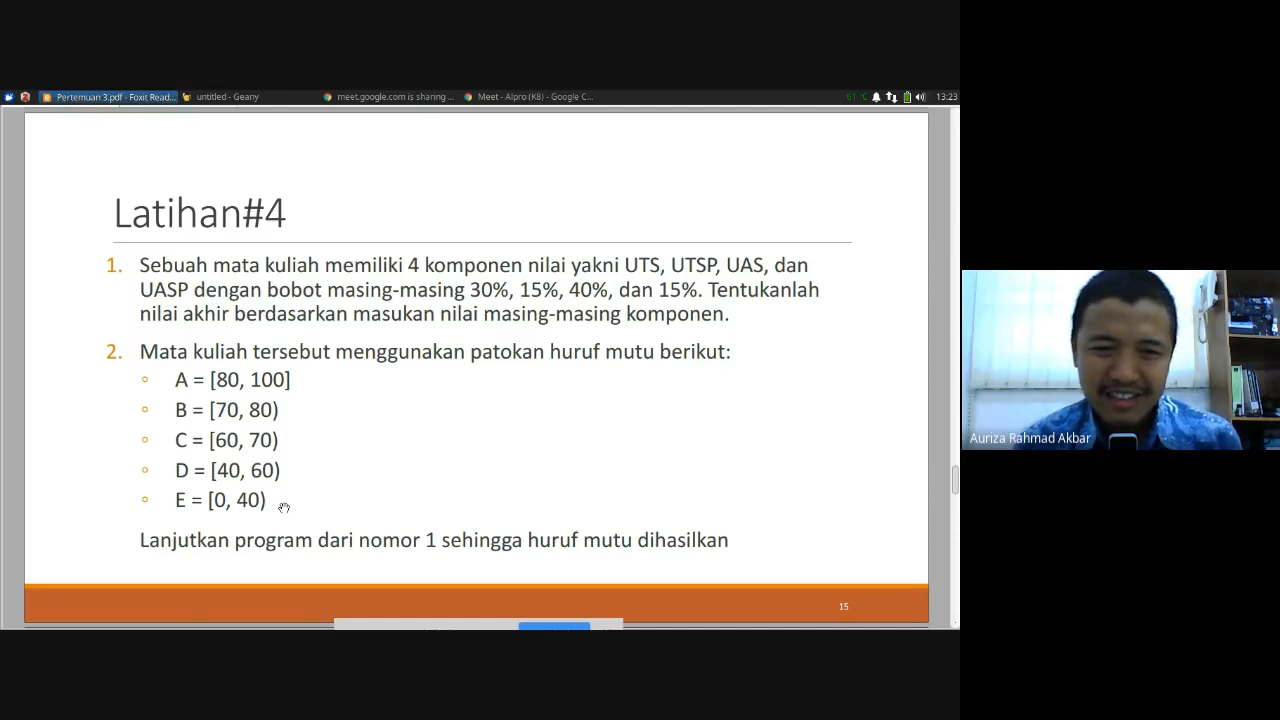 Pertemuan 3.pdf - Foxit Read... untitled - Geany meet.google.com is sharing ... Meet - Alpro (K8) - Google C... 61 °C 13:23
Latihan#4
1. Sebuah mata kuliah memiliki 4 komponen nilai yakni UTS, UTSP, UAS, dan
UASP dengan bobot masing-masing 30%, 15%, 40%, dan 15%. Tentukanlah
nilai akhir berdasarkan masukan nilai masing-masing komponen.
2. Mata kuliah tersebut menggunakan patokan huruf mutu berikut:
◦ A = [80, 100]
◦ B = [70, 80)
◦ C = [60, 70)
◦ D = [40, 60)
◦ E = [0, 40)
Lanjutkan program dari nomor 1 sehingga huruf mutu dihasilkan
15
Auriza Rahmad Akbar